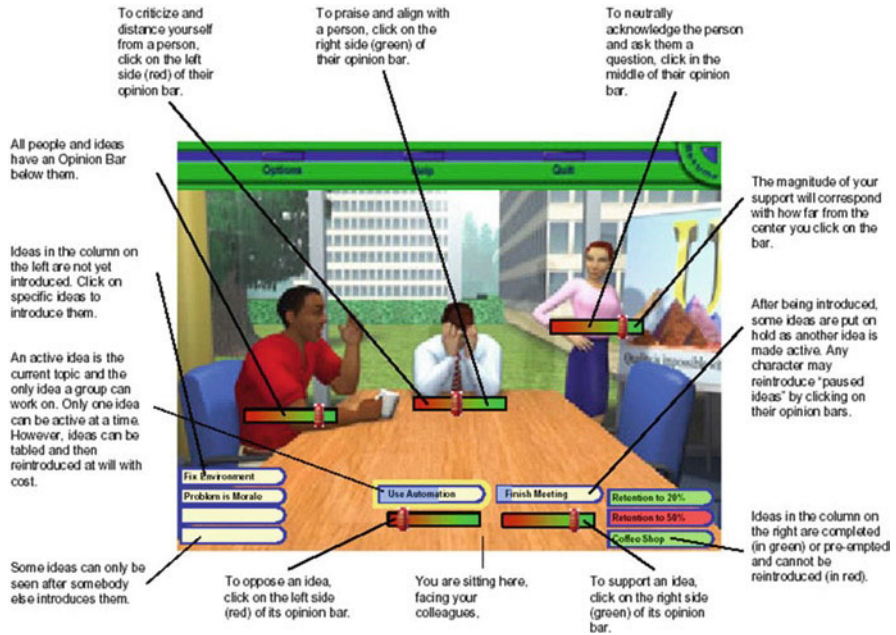 To criticize and
distance yourself
from a person,
click on the left
side (red) of their
opinion bar.
To praise and align with
a person, click on the
right side (green) of
their opinion bar.
To neutrally
acknowledge the person
and ask them a
question, click in the
middle of their opinion
bar.
All people and ideas
have an Opinion Bar
below them.
Options
Help
Quit
The magnitude of your
support will correspond
with how far from the
center you click on the
bar.
Ideas in the column on
the left are not yet
introduced. Click on
specific ideas to
introduce them.
After being introduced,
some ideas are put on
hold as another idea is
made active. Any
character may
reintroduce "paused
ideas" by clicking on
their opinion bars.
An active idea is the
current topic and the
only idea a group can
work on. Only one idea
can be active at a time.
However, ideas can be
tabled and then
reintroduced at will with
cost.
Fix Environment
Problem is Morale
Use Automation
Finish Meeting
Retention to 20%
Retention to 50%
Coffee Shop
Ideas in the column on
the right are completed
(in green) or pre-empted
and cannot be
reintroduced (in red).
Some ideas can only be
seen after somebody
else introduces them.
To oppose an idea,
click on the left side
(red) of its opinion bar.
You are sitting here,
facing your
colleagues,
To support an idea,
click on the right side
(green) of its opinion
bar.